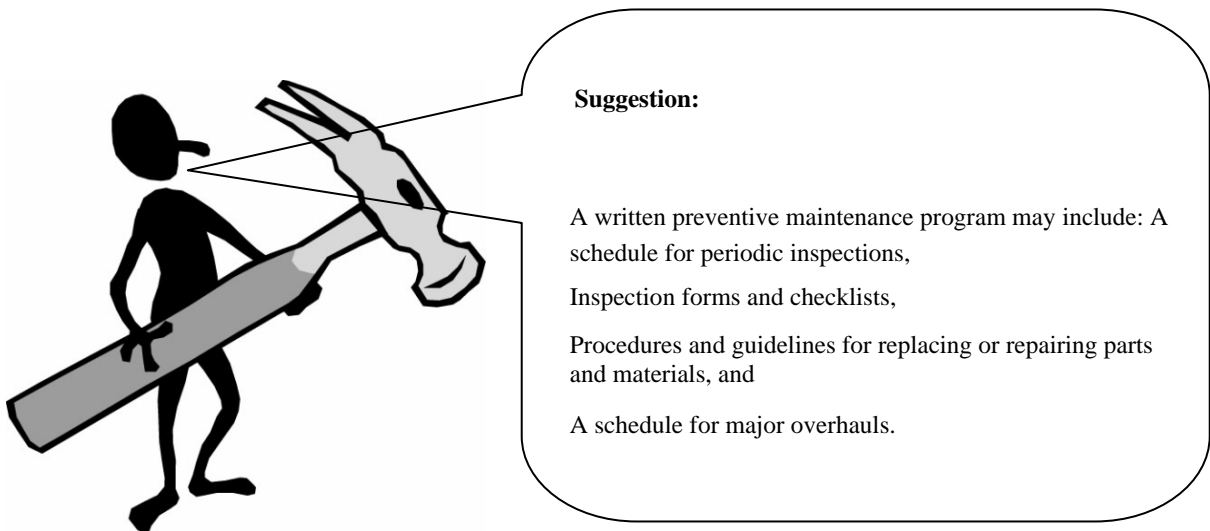 Suggestion:
A written preventive maintenance program may include: A
schedule for periodic inspections,
Inspection forms and checklists,
Procedures and guidelines for replacing or repairing parts
and materials, and
A schedule for major overhauls.